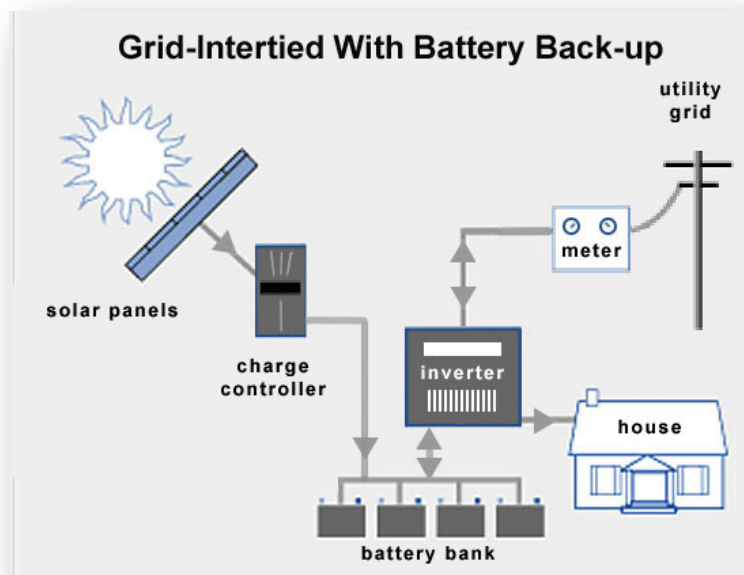 Grid-Intertied With Battery Back-up
utility
grid
meter
solar panels
charge
controller
inverter
house
battery bank